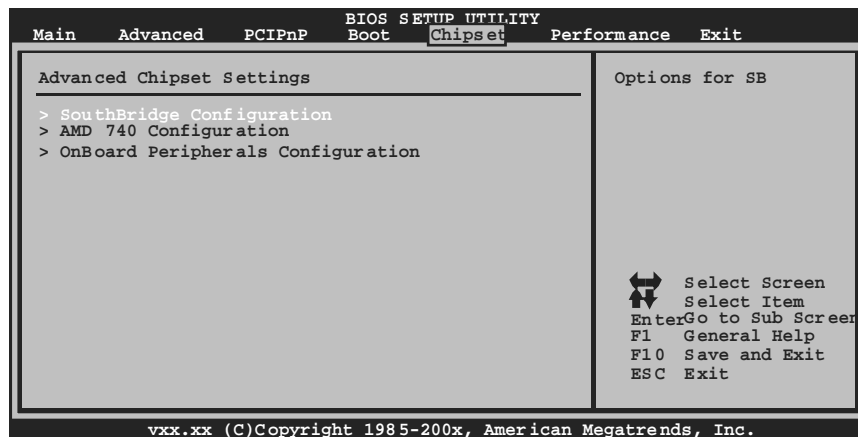 BIOS SETUP UTILITY
Main Advanced PCIPnP Boot Chipset Performance Exit
Advanced Chipset Settings
> SouthBridge Configuration
> AMD 740 Configuration
> OnBoard Peripherals Configuration
Options for SB
Select Screen
Select Item
Enter Go to Sub Screen
F1 General Help
F10 Save and Exit
ESC Exit
vxx.xx (C)Copyright 1985-200x, American Megatrends, Inc.